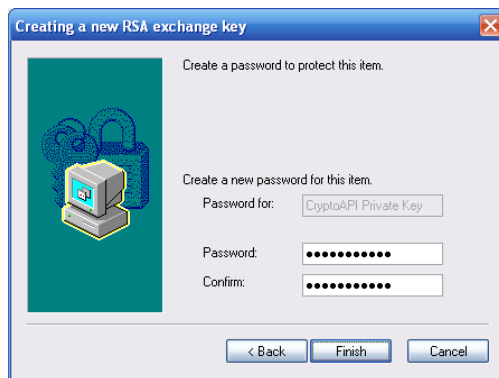 Creating a new RSA exchange key
Create a password to protect this item.
Create a new password for this item.
Password for: CryptoAPI Private Key
Password: ●●●●●●●●●●●
Confirm: ●●●●●●●●●●●
< Back Finish Cancel